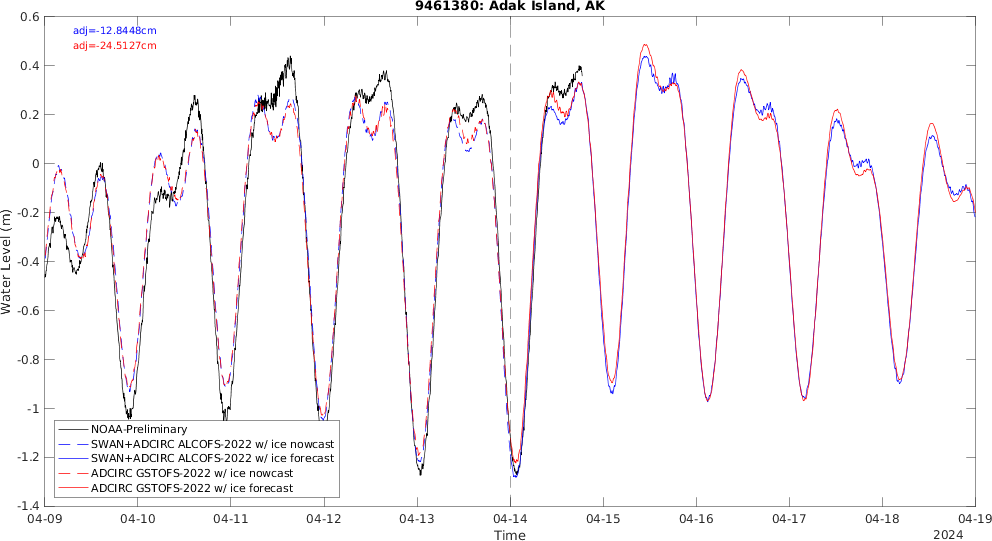 9461380: Adak Island, AK
adj=-12.8448cm
adj=-24.5127cm
0.6
0.4
0.2
0
-0.2
-0.4
-0.6
-0.8
-1
-1.2
-1.4
Water Level (m)
NOAA-Preliminary
SWAN+ADCIRC ALCOFS-2022 w/ ice nowcast
SWAN+ADCIRC ALCOFS-2022 w/ ice forecast
ADCIRC GSTOFS-2022 w/ ice nowcast
ADCIRC GSTOFS-2022 w/ ice forecast
04-09 04-10 04-11 04-12 04-13 04-14 04-15 04-16 04-17 04-18 04-19
Time
2024